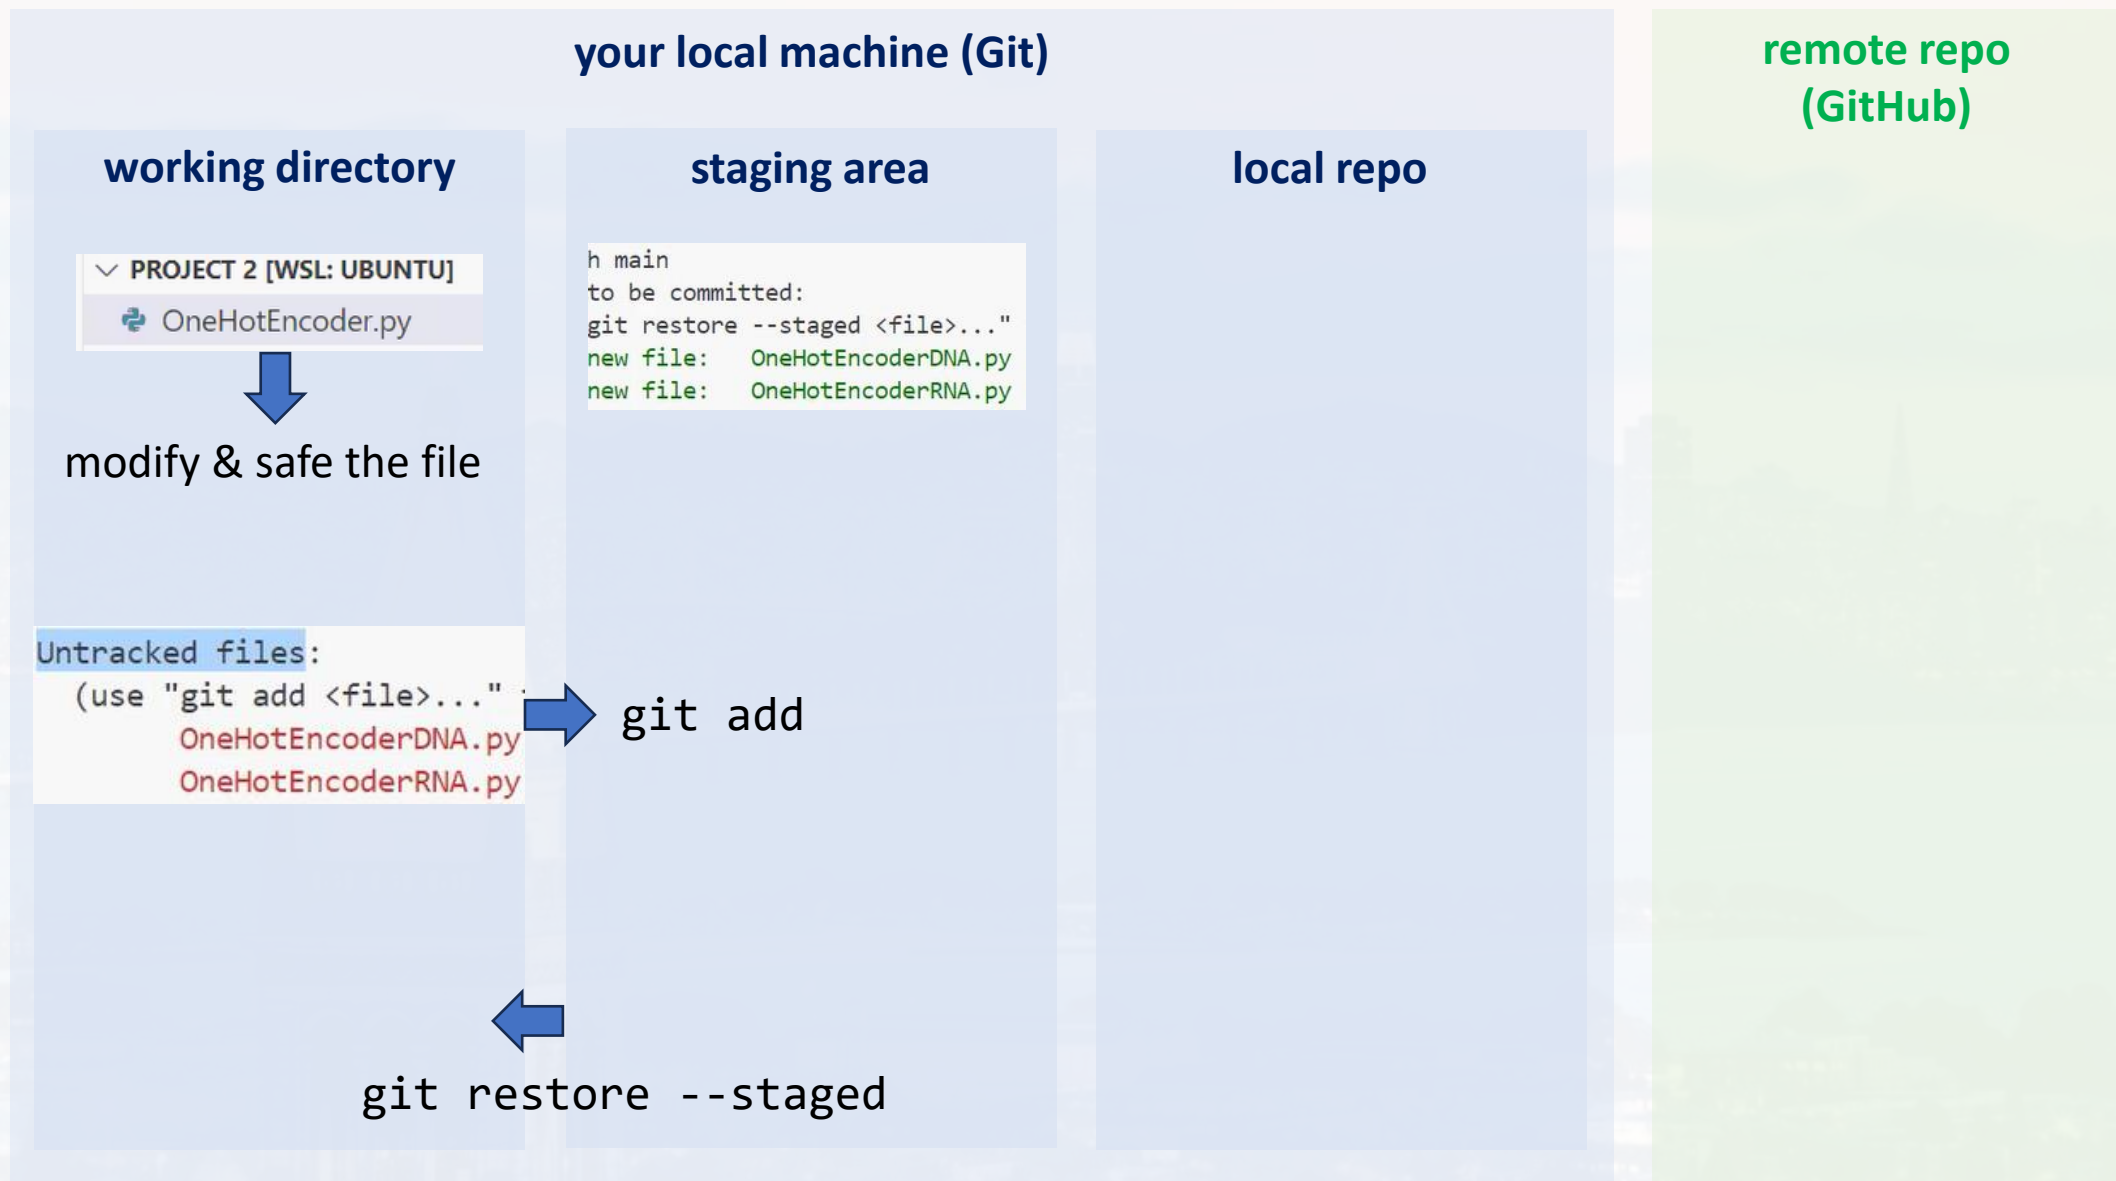 your local machine (Git)
remote repo
(GitHub)
working directory
staging area
local repo
PROJECT 2 [WSL: UBUNTU]
OneHotEncoder.py
modify & safe the file
h main
to be committed:
git restore --staged <file>..."
new file: OneHotEncoderDNA.py
new file: OneHotEncoderRNA.py
Untracked files:
(use "git add <file>..."
OneHotEncoderDNA.py
OneHotEncoderRNA.py
git add
git restore --staged